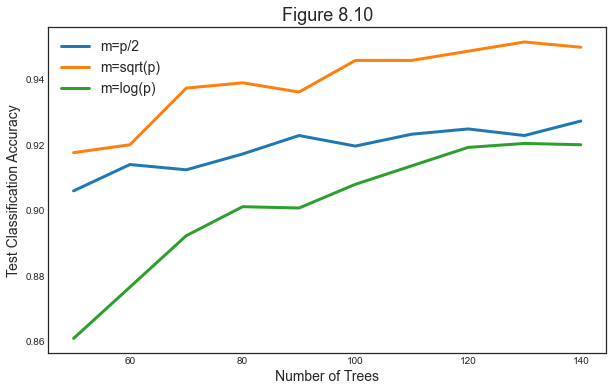 Figure 8.10
m=p/2
m=sqrt(p)
m=log(p)
Test Classification Accuracy
0.94
0.92
0.90
0.88
0.86
60 80 100 120 140
Number of Trees